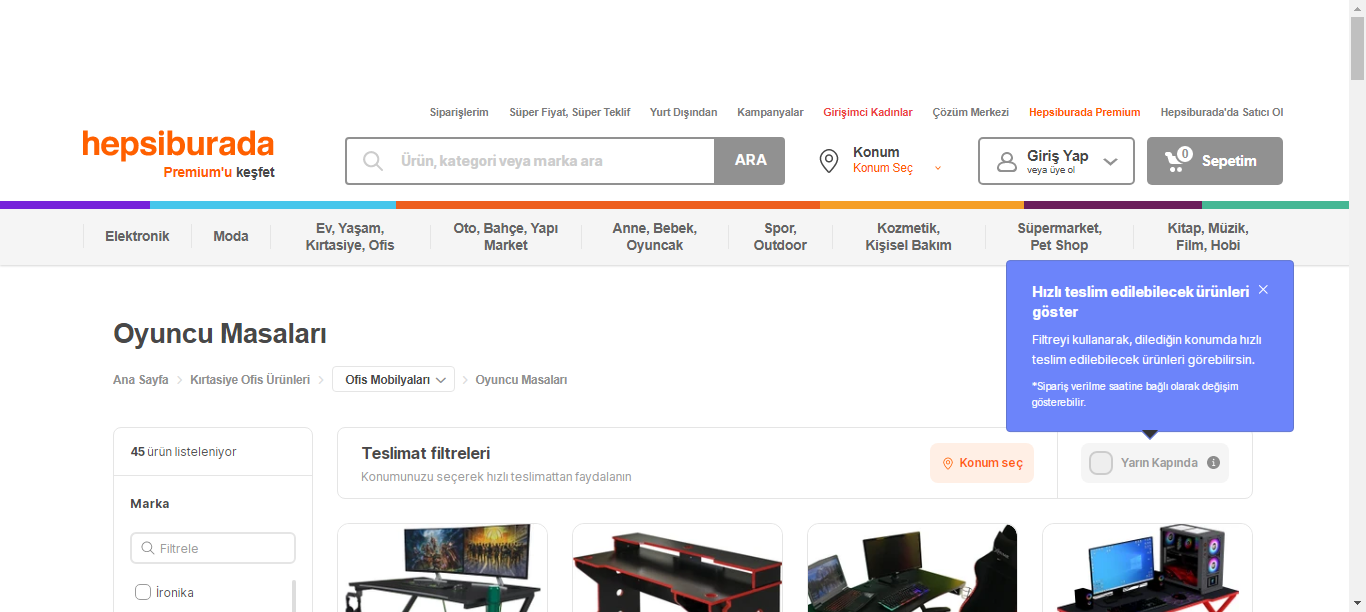 Siparişlerim Süper Fiyat, Süper Teklif Yurt Dışından Kampanyalar Girişimci Kadınlar Çözüm Merkezi Hepsiburada Premium Hepsiburada'da Satıcı Ol
hepsiburada
Premium'u keşfet
Ürün, kategori veya marka ara
ARA
Konum
Konum Seç
Giriş Yap
veya üye ol
0
Sepetim
Elektronik
Moda
Ev, Yaşam,
Kırtasiye, Ofis
Oto, Bahçe, Yapı
Market
Anne, Bebek,
Oyuncak
Spor,
Outdoor
Kozmetik,
Kişisel Bakım
Süpermarket,
Pet Shop
Kitap, Müzik,
Film, Hobi
Hızlı teslim edilebilecek ürünleri
göster
Filtreyi kullanarak, dilediğin konumda hızlı
teslim edilebilecek ürünleri görebilirsin.
*Sipariş verilme saatine bağlı olarak değişim
gösterebilir.
Oyuncu Masaları
Ana Sayfa Kırtasiye Ofis Ürünleri Ofis Mobilyaları Oyuncu Masaları
45 ürün listeleniyor
Marka
Filtrele
İronika
Teslimat filtreleri
Konumunuzu seçerek hızlı teslimattan faydalanın
Konum seç
Yarın Kapında